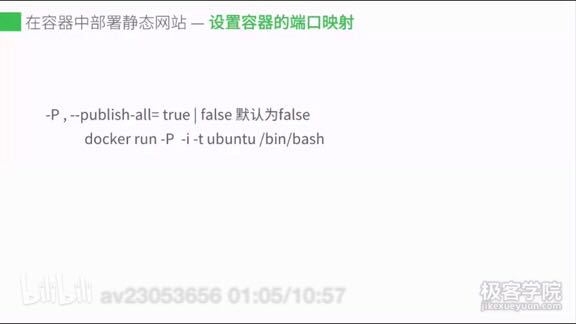 在容器中部署静态网站 — 设置容器的端口映射
-P , --publish-all= true | false 默认为false
docker run -P -i -t ubuntu /bin/bash
bilibili av23053656 01:05/10:57
极客学院
jikexueyuan.com